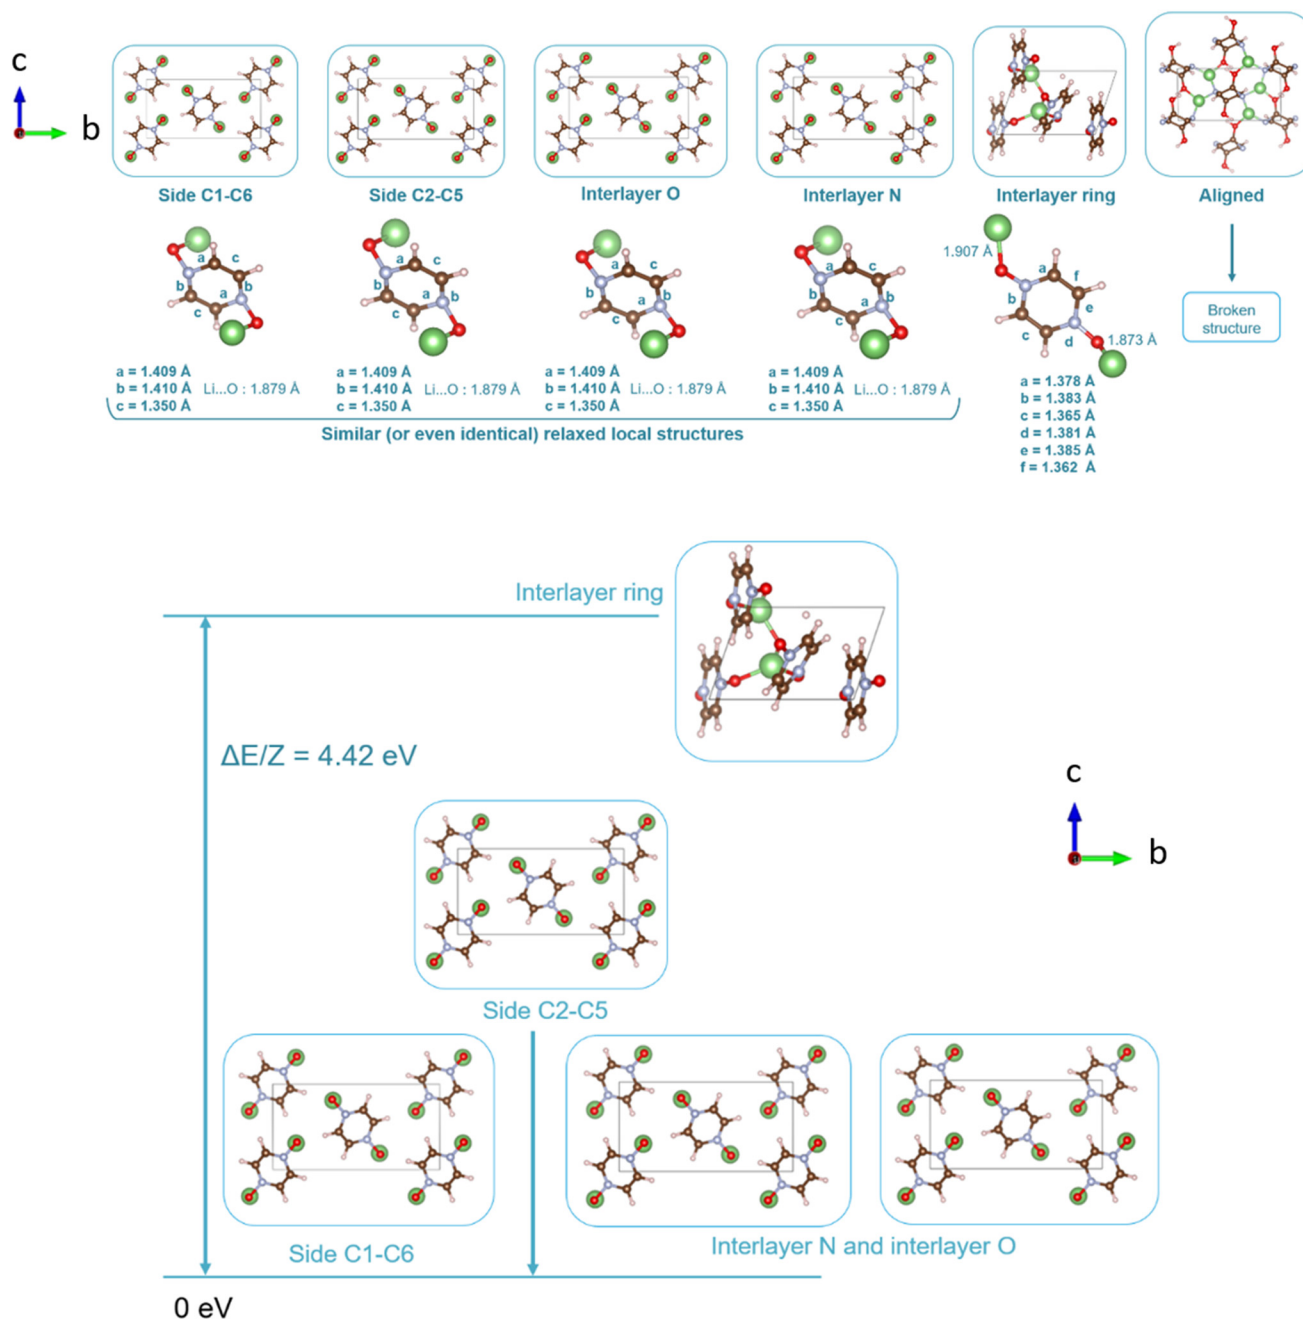 c
b
Side C1-C6
Side C2-C5
Interlayer O
Interlayer N
Interlayer ring
Aligned
a
c
b
b
c
a
a
c
b
b
c
a
a
c
b
b
c
a
a
c
b
b
c
a
1.907 Å
a
f
b
e
c
d
1.873 Å
Broken
structure
a = 1.409 Å
b = 1.410 Å
c = 1.350 Å
Li...O : 1.879 Å
a = 1.409 Å
b = 1.410 Å
c = 1.350 Å
Li...O : 1.879 Å
a = 1.409 Å
b = 1.410 Å
c = 1.350 Å
Li...O : 1.879 Å
a = 1.409 Å
b = 1.410 Å
c = 1.350 Å
Li...O : 1.879 Å
a = 1.378 Å
b = 1.383 Å
c = 1.365 Å
d = 1.381 Å
e = 1.385 Å
f = 1.362 Å
Similar (or even identical) relaxed local structures
Interlayer ring
ΔE/Z = 4.42 eV
c
b
Side C2-C5
Side C1-C6
Interlayer N and interlayer O
0 eV